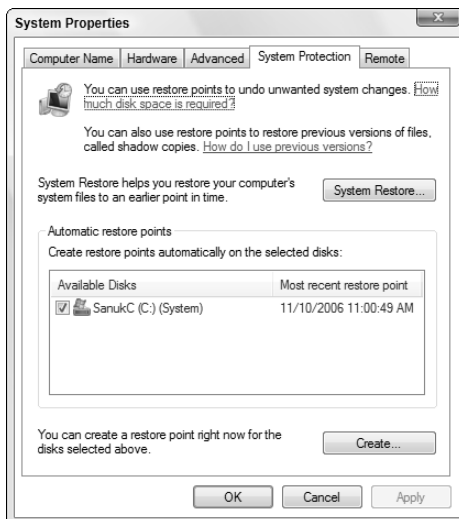 System Properties
Computer Name
Hardware
Advanced
System Protection
Remote
You can use restore points to undo unwanted system changes. How
much disk space is required?
You can also use restore points to restore previous versions of files,
called shadow copies. How do I use previous versions?
System Restore helps you restore your computer's
system files to an earlier point in time.
System Restore...
Automatic restore points
Create restore points automatically on the selected disks:
Available Disks
Most recent restore point
SanukC (C:) (System)
11/10/2006 11:00:49 AM
You can create a restore point right now for the
disks selected above.
Create...
OK
Cancel
Apply